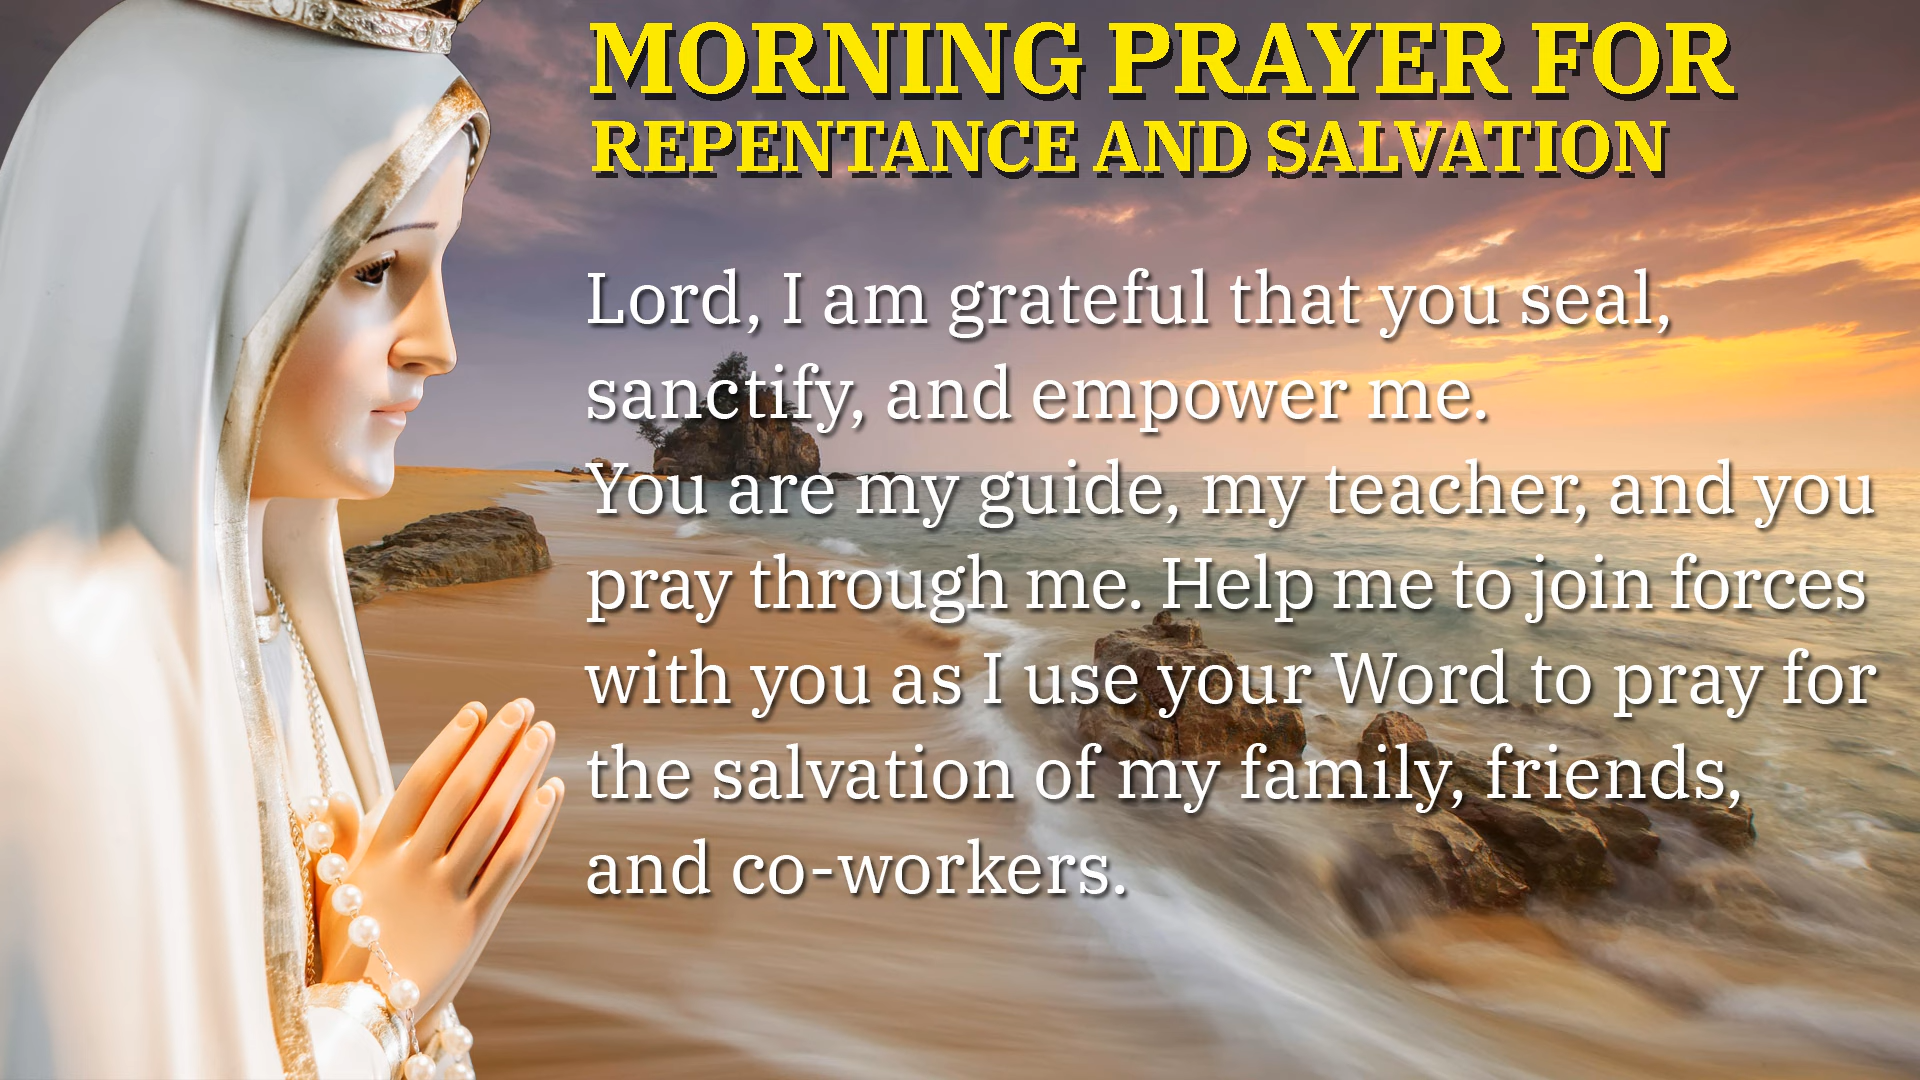 MORNING PRAYER FOR
REPENTANCE AND SALVATION
Lord, I am grateful that you seal,
sanctify, and empower me.
You are my guide, my teacher, and you
pray through me. Help me to join forces
with you as I use your Word to pray for
the salvation of my family, friends,
and co-workers.